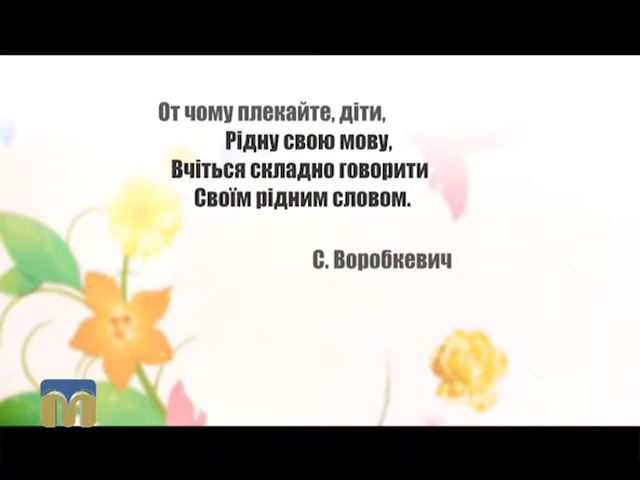 От чому плекайте, діти,
Рідну свою мову,
Вчіться складно говорити
Своїм рідним словом.
С. Воробкевич